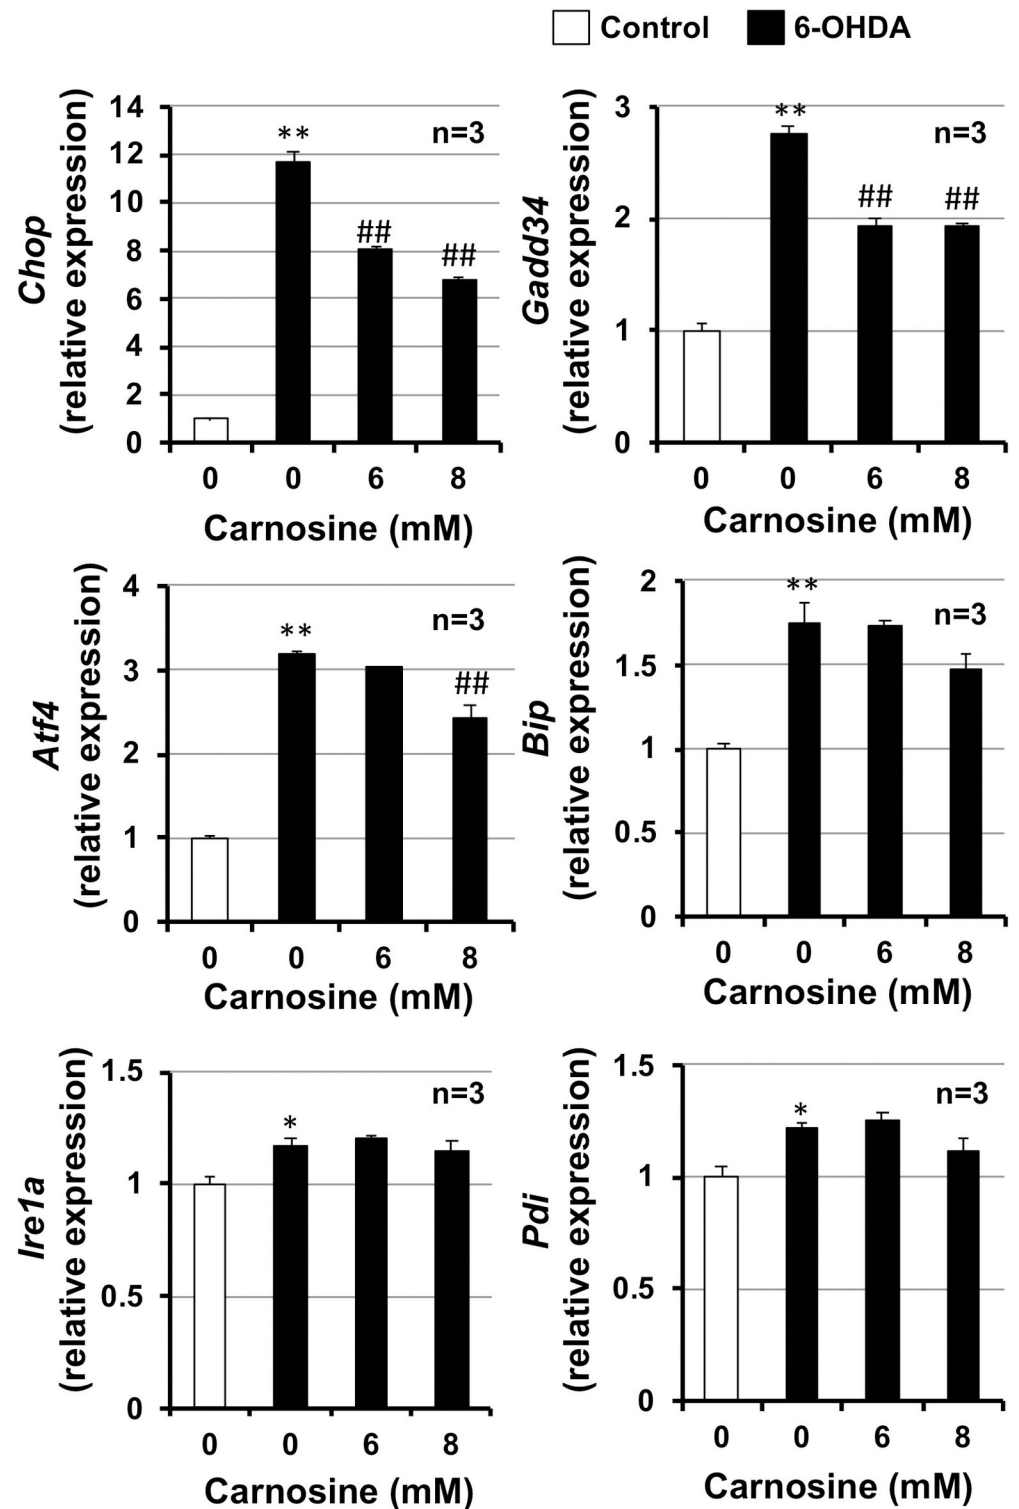 Control 6-OHDA
Chop
(relative expression)
14
12
10
8
6
4
2
0
**
##
##
n=3
0 0 6 8
Carnosine (mM)
Gadd34
(relative expression)
3
2
1
0
**
##
##
n=3
0 0 6 8
Carnosine (mM)
Atf4
(relative expression)
4
3
2
1
0
**
##
n=3
0 0 6 8
Carnosine (mM)
Bip
(relative expression)
2
1.5
1
0.5
0
**
n=3
0 0 6 8
Carnosine (mM)
Ire1a
(relative expression)
1.5
1
0.5
0
*
n=3
0 0 6 8
Carnosine (mM)
Pdi
(relative expression)
1.5
1
0.5
0
*
n=3
0 0 6 8
Carnosine (mM)